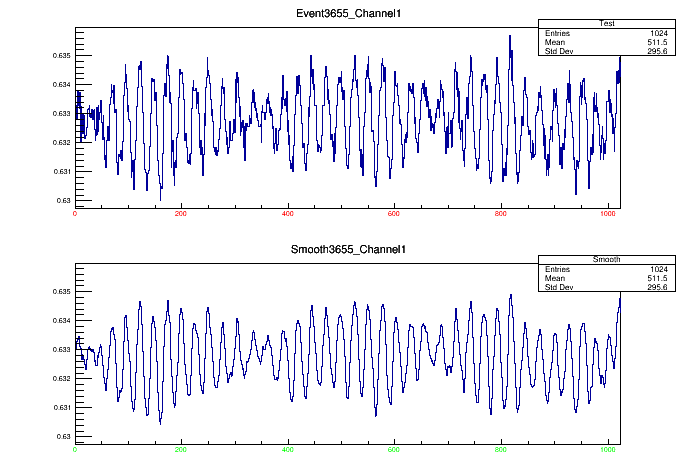 Event3655_Channel1
Test
Entries 1024
Mean 511.5
Std Dev 295.6
0.635
0.634
0.633
0.632
0.631
0.63
0 200 400 600 800 1000
Smooth3655_Channel1
Smooth
Entries 1024
Mean 511.5
Std Dev 295.6
0.635
0.634
0.633
0.632
0.631
0.63
0 200 400 600 800 1000